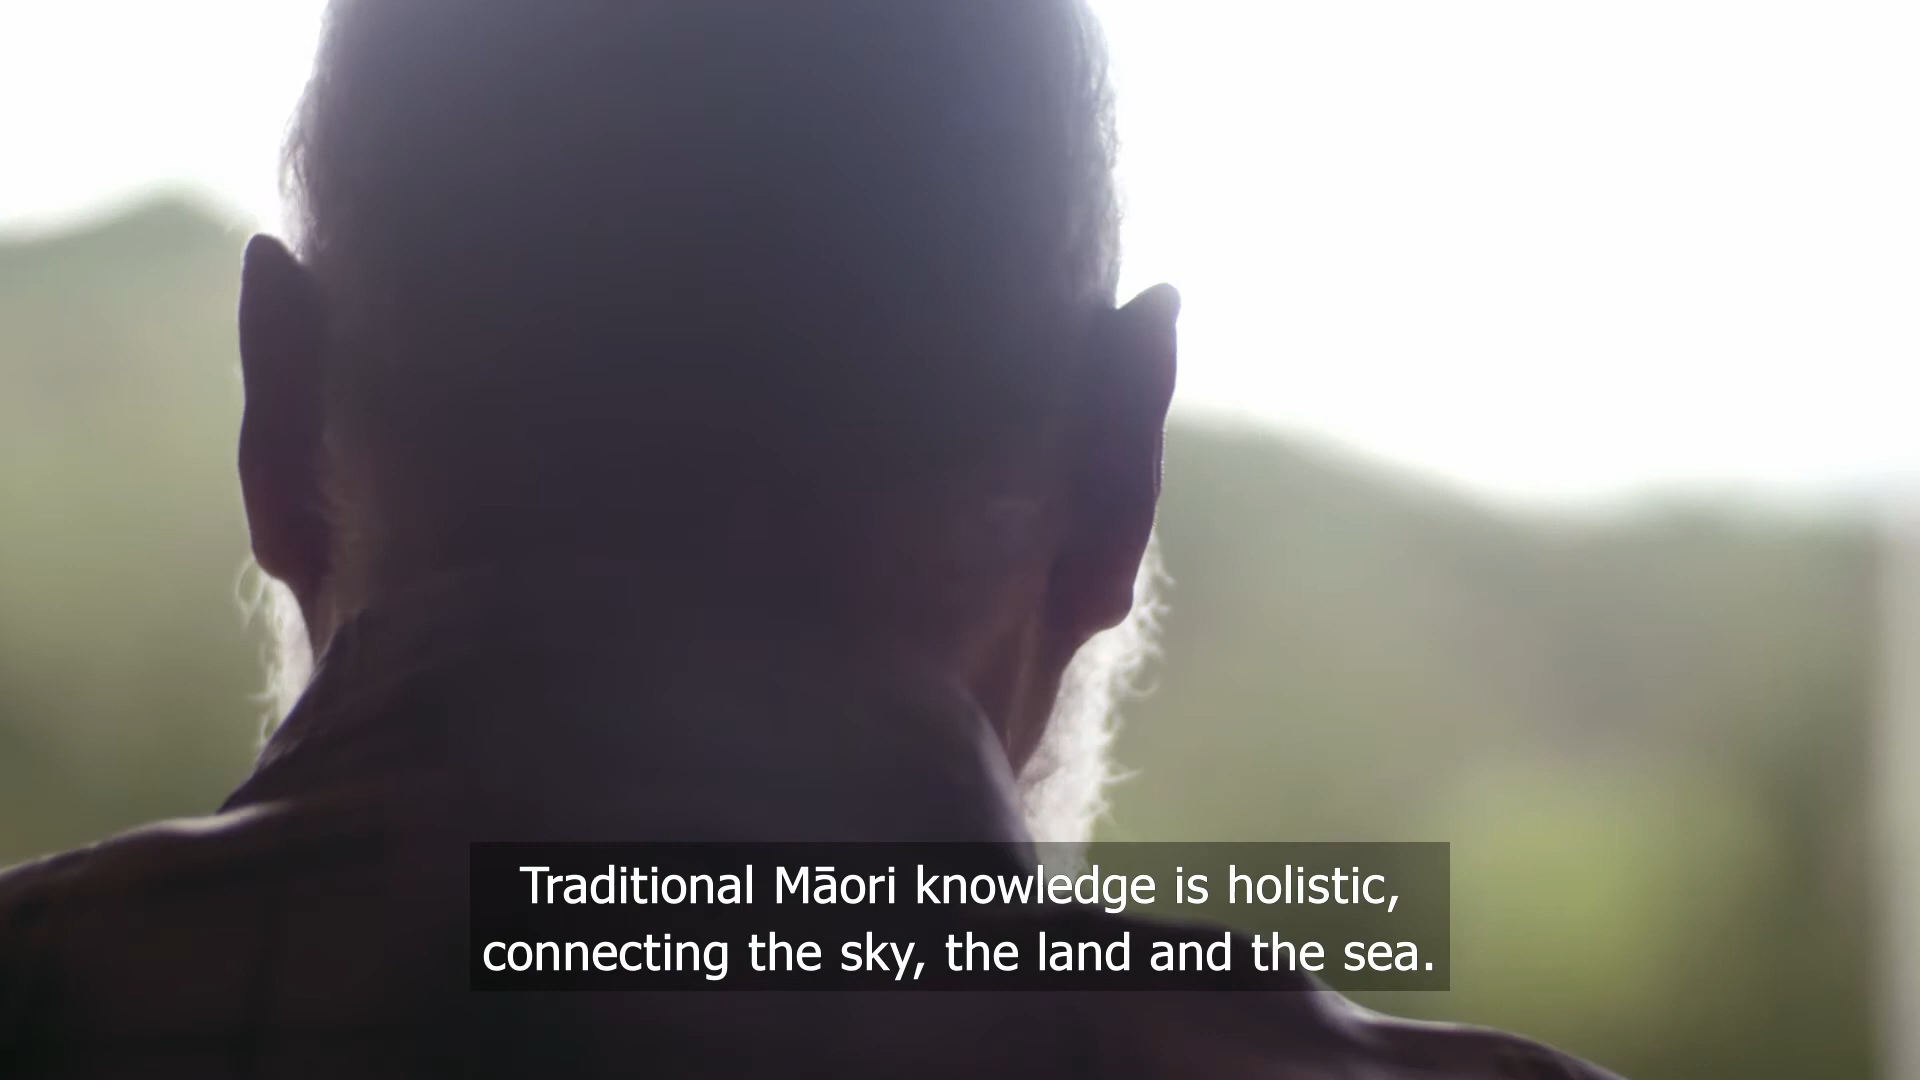 Traditional Māori knowledge is holistic,
connecting the sky, the land and the sea.